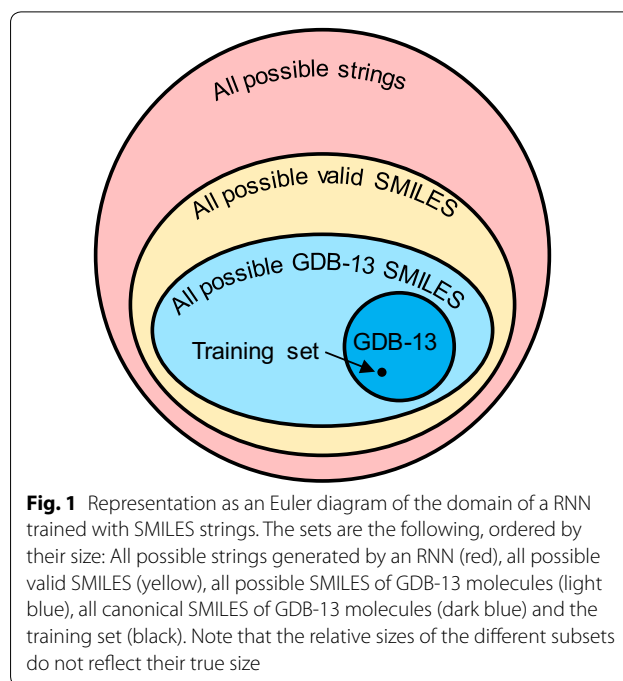 All possible strings
All possible valid SMILES
All possible GDB-13 SMILES
GDB-13
Training set
Fig. 1 Representation as an Euler diagram of the domain of a RNN
trained with SMILES strings. The sets are the following, ordered by
their size: All possible strings generated by an RNN (red), all possible
valid SMILES (yellow), all possible SMILES of GDB-13 molecules (light
blue), all canonical SMILES of GDB-13 molecules (dark blue) and the
training set (black). Note that the relative sizes of the different subsets
do not reflect their true size